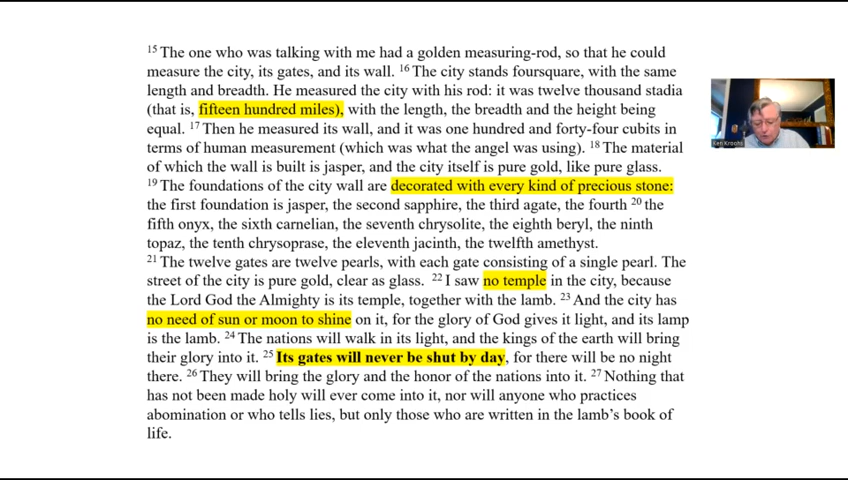 15 The one who was talking with me had a golden measuring-rod, so that he could
measure the city, its gates, and its wall. 16 The city stands foursquare, with the same
length and breadth. He measured the city with his rod: it was twelve thousand stadia
(that is, fifteen hundred miles), with the length, the breadth and the height being
equal. 17 Then he measured its wall, and it was one hundred and forty-four cubits in
terms of human measurement (which was what the angel was using). 18 The material
of which the wall is built is jasper, and the city itself is pure gold, like pure glass.
19 The foundations of the city wall are decorated with every kind of precious stone:
the first foundation is jasper, the second sapphire, the third agate, the fourth 20 the
fifth onyx, the sixth carnelian, the seventh chrysolite, the eighth beryl, the ninth
topaz, the tenth chrysoprase, the eleventh jacinth, the twelfth amethyst.
21 The twelve gates are twelve pearls, with each gate consisting of a single pearl. The
street of the city is pure gold, clear as glass. 22 I saw no temple in the city, because
the Lord God the Almighty is its temple, together with the lamb. 23 And the city has
no need of sun or moon to shine on it, for the glory of God gives it light, and its lamp
is the lamb. 24 The nations will walk in its light, and the kings of the earth will bring
their glory into it. 25 Its gates will never be shut by day, for there will be no night
there. 26 They will bring the glory and the honor of the nations into it. 27 Nothing that
has not been made holy will ever come into it, nor will anyone who practices
abomination or who tells lies, but only those who are written in the lamb's book of
life.